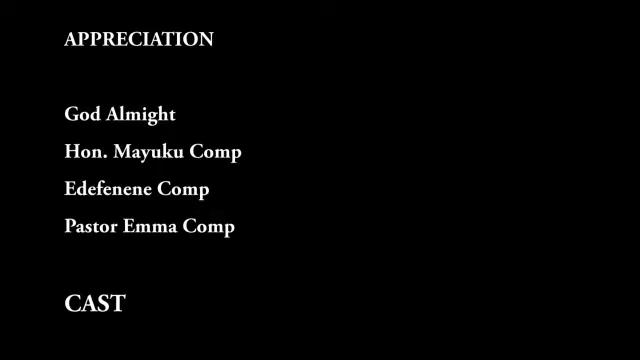 APPRECIATION
God Almight
Hon. Mayuku Comp
Edefenene Comp
Pastor Emma Comp
CAST